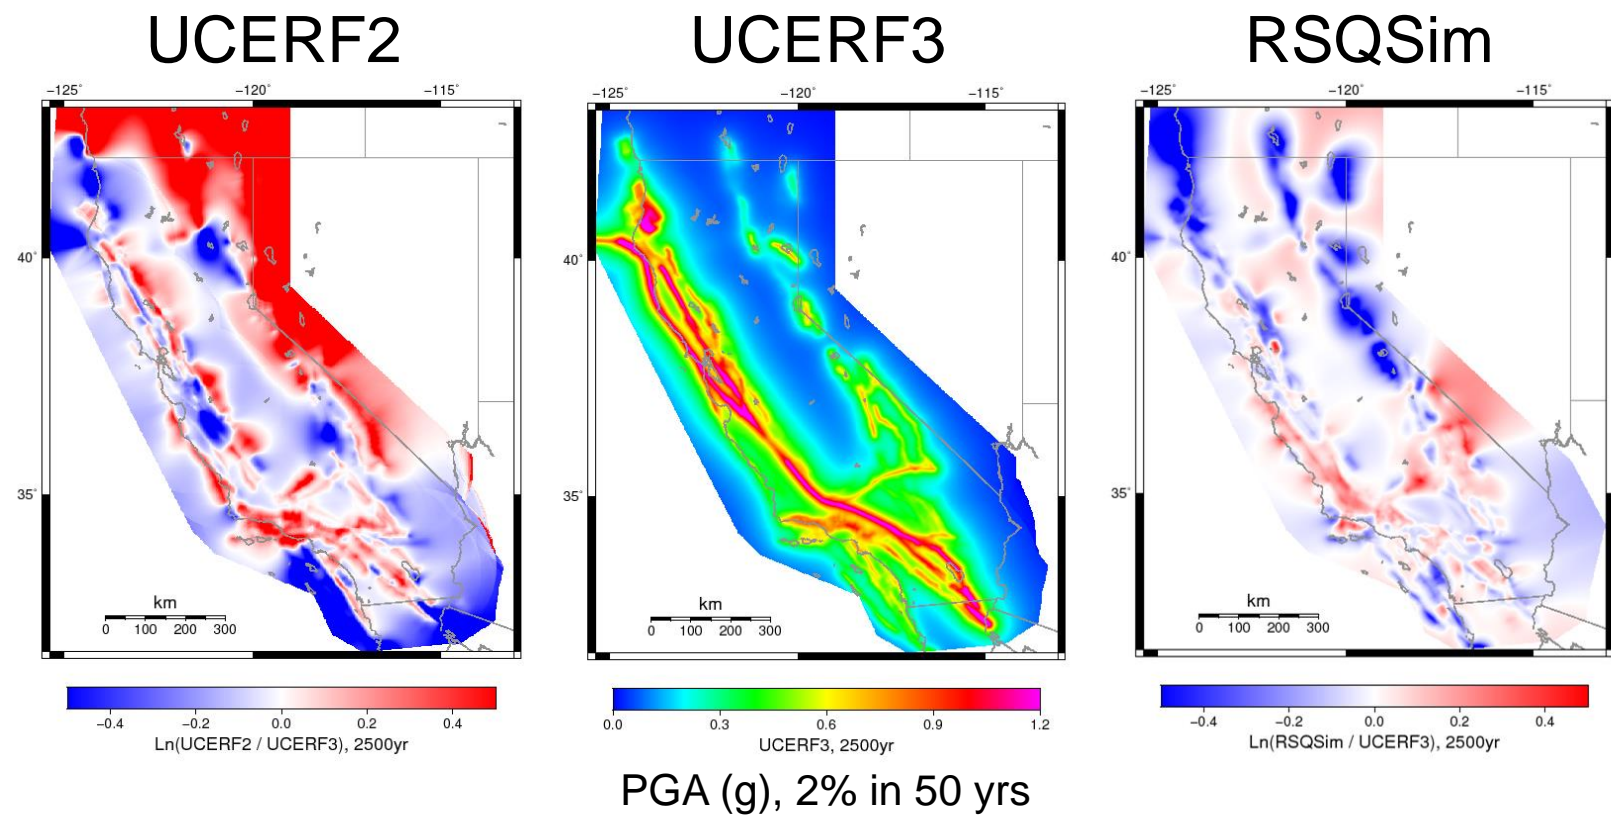 UCERF2
UCERF3
RSQSim
−125° −120° −115°
−125° −120° −115°
−125° −120° −115°
40°
40°
40°
35°
35°
35°
km
0 100 200 300
km
0 100 200 300
km
0 100 200 300
−0.4 −0.2 0.0 0.2 0.4
Ln(UCERF2 / UCERF3), 2500yr
0.0 0.3 0.6 0.9 1.2
UCERF3, 2500yr
−0.4 −0.2 0.0 0.2 0.4
Ln(RSQSim / UCERF3), 2500yr
PGA (g), 2% in 50 yrs